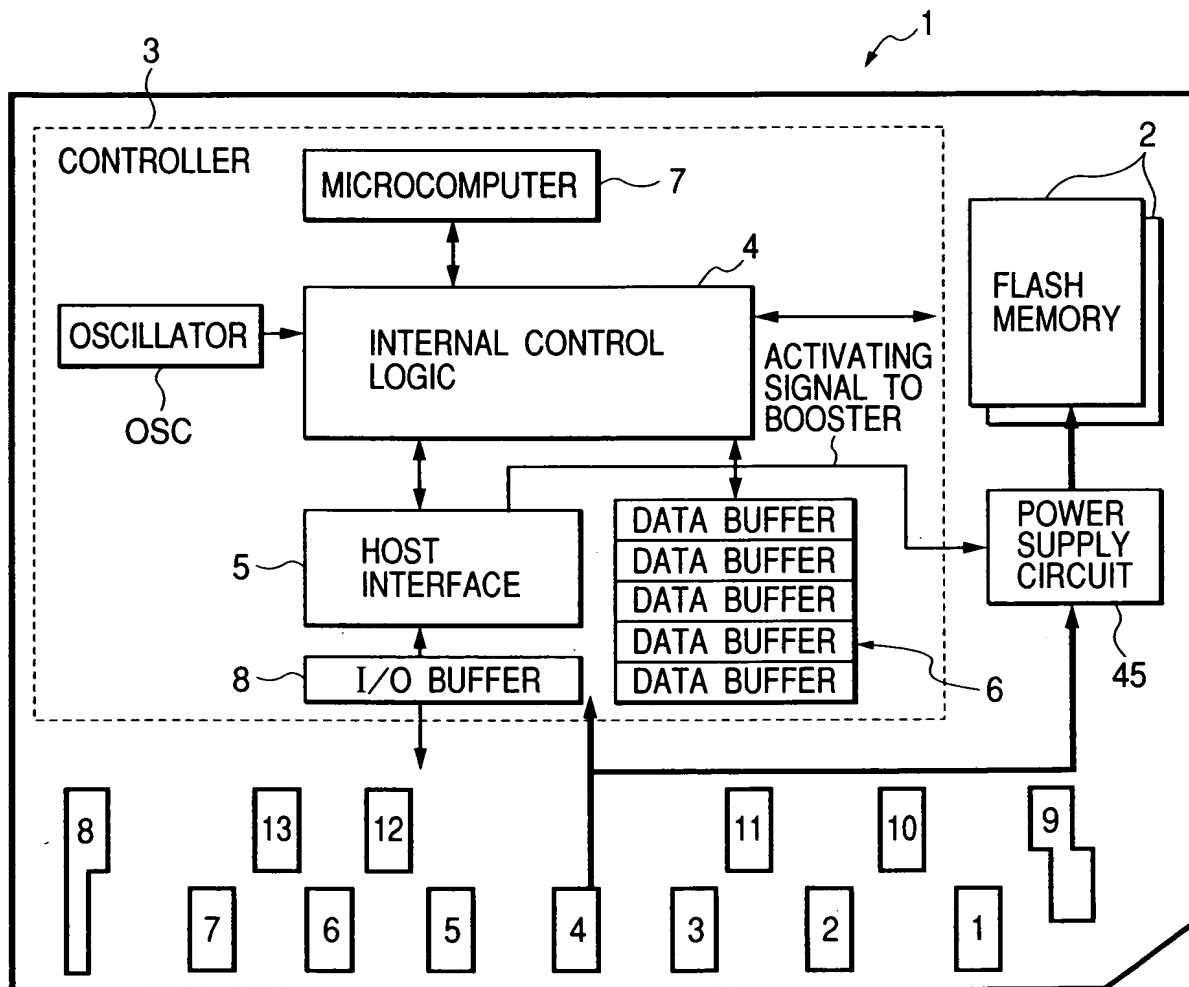 1
3
CONTROLLER
2
MICROCOMPUTER
7
4
FLASH
MEMORY
OSCILLATOR
INTERNAL CONTROL
LOGIC
OSC
ACTIVATING
SIGNAL TO
BOOSTER
5
HOST
INTERFACE
DATA BUFFER
DATA BUFFER
DATA BUFFER
DATA BUFFER
DATA BUFFER
POWER
SUPPLY
CIRCUIT
8
I/O BUFFER
6
45
8
13
12
11
10
9
7
6
5
4
3
2
1